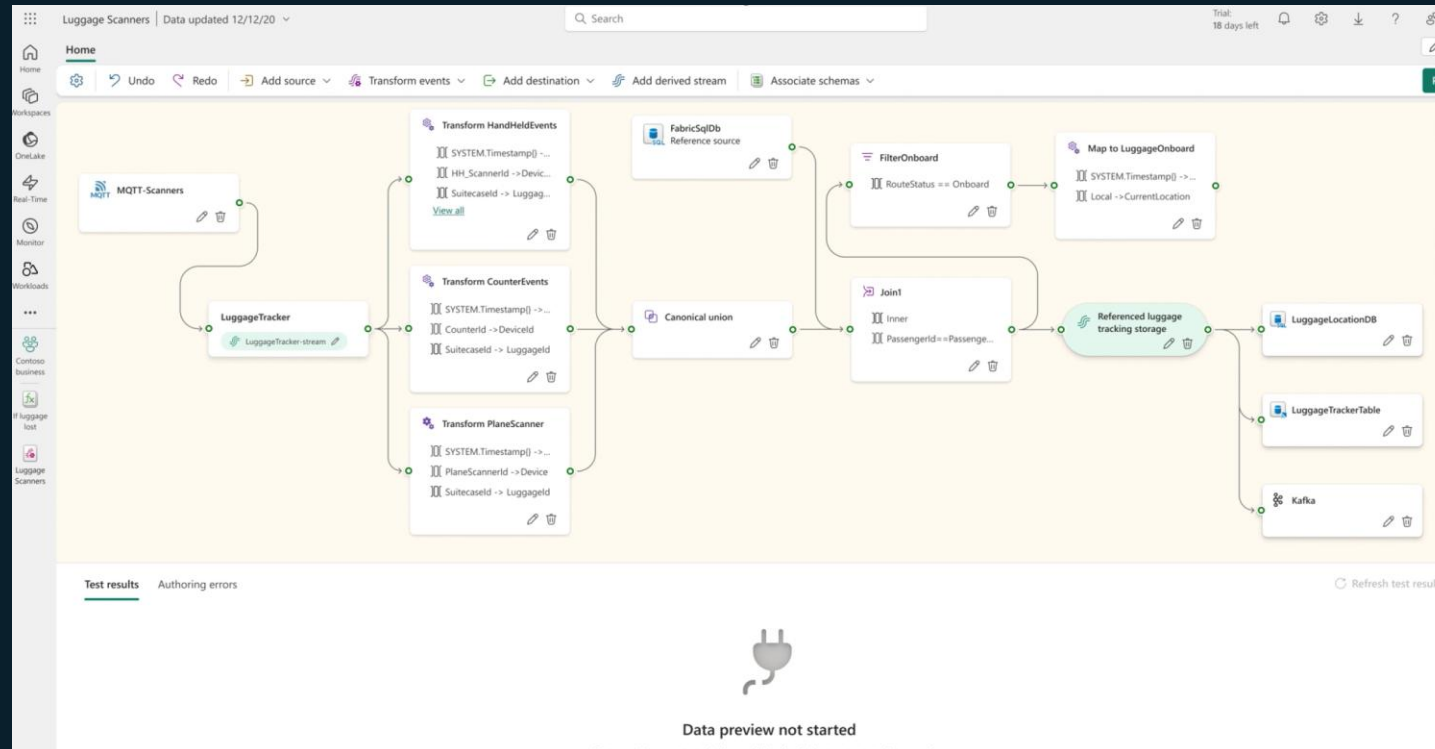 Luggage Scanners | Data updated 12/12/20
Search
Trial:
18 days left
Home
Home
Undo
Redo
Add source
Transform events
Add destination
Add derived stream
Associate schemas
Workspaces
OneLake
Real-Time
Monitor
Workloads
Contoso
business
If luggage
lost
Luggage
Scanners
MQTT
MQTT-Scanners
LuggageTracker
LuggageTracker-stream
Transform HandHeldEvents
SYSTEM.Timestamp() -...
HH_ScannerId ->Devic...
SuitecaseId -> Luggag...
View all
Transform CounterEvents
SYSTEM.Timestamp() ->...
CounterId ->DeviceId
SuitecaseId -> LuggageId
Transform PlaneScanner
SYSTEM.Timestamp() ->...
PlaneScannerId ->Device
SuitecaseId -> LuggageId
SQL
FabricSqlDb
Reference source
Canonical union
FilterOnboard
RouteStatus == Onboard
Join1
Inner
PassengerId==Passenge...
Map to LuggageOnboard
SYSTEM.Timestamp() ->...
Local ->CurrentLocation
Referenced luggage
tracking storage
LuggageLocationDB
LuggageTrackerTable
Kafka
Test results
Authoring errors
Refresh test resul
Data preview not started